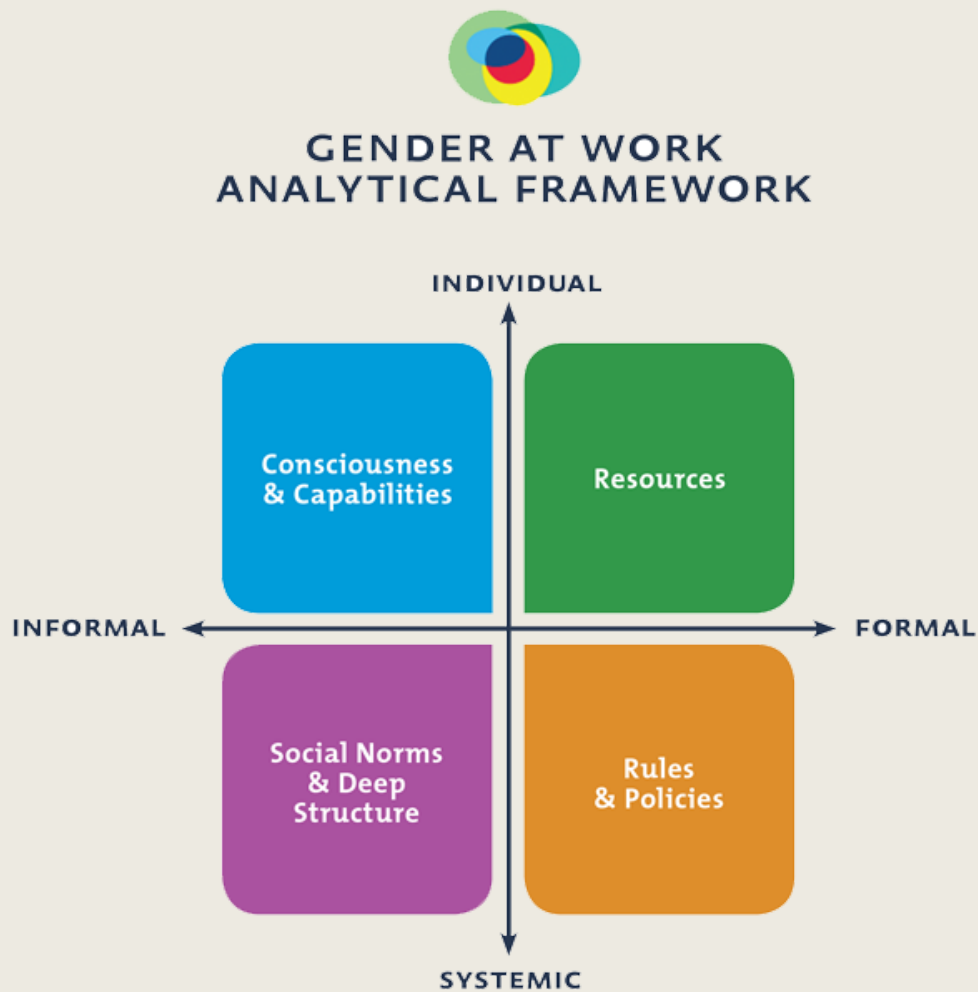 GENDER AT WORK
ANALYTICAL FRAMEWORK
INDIVIDUAL
Consciousness
& Capabilities
Resources
INFORMAL
FORMAL
Social Norms
& Deep
Structure
Rules
& Policies
SYSTEMIC